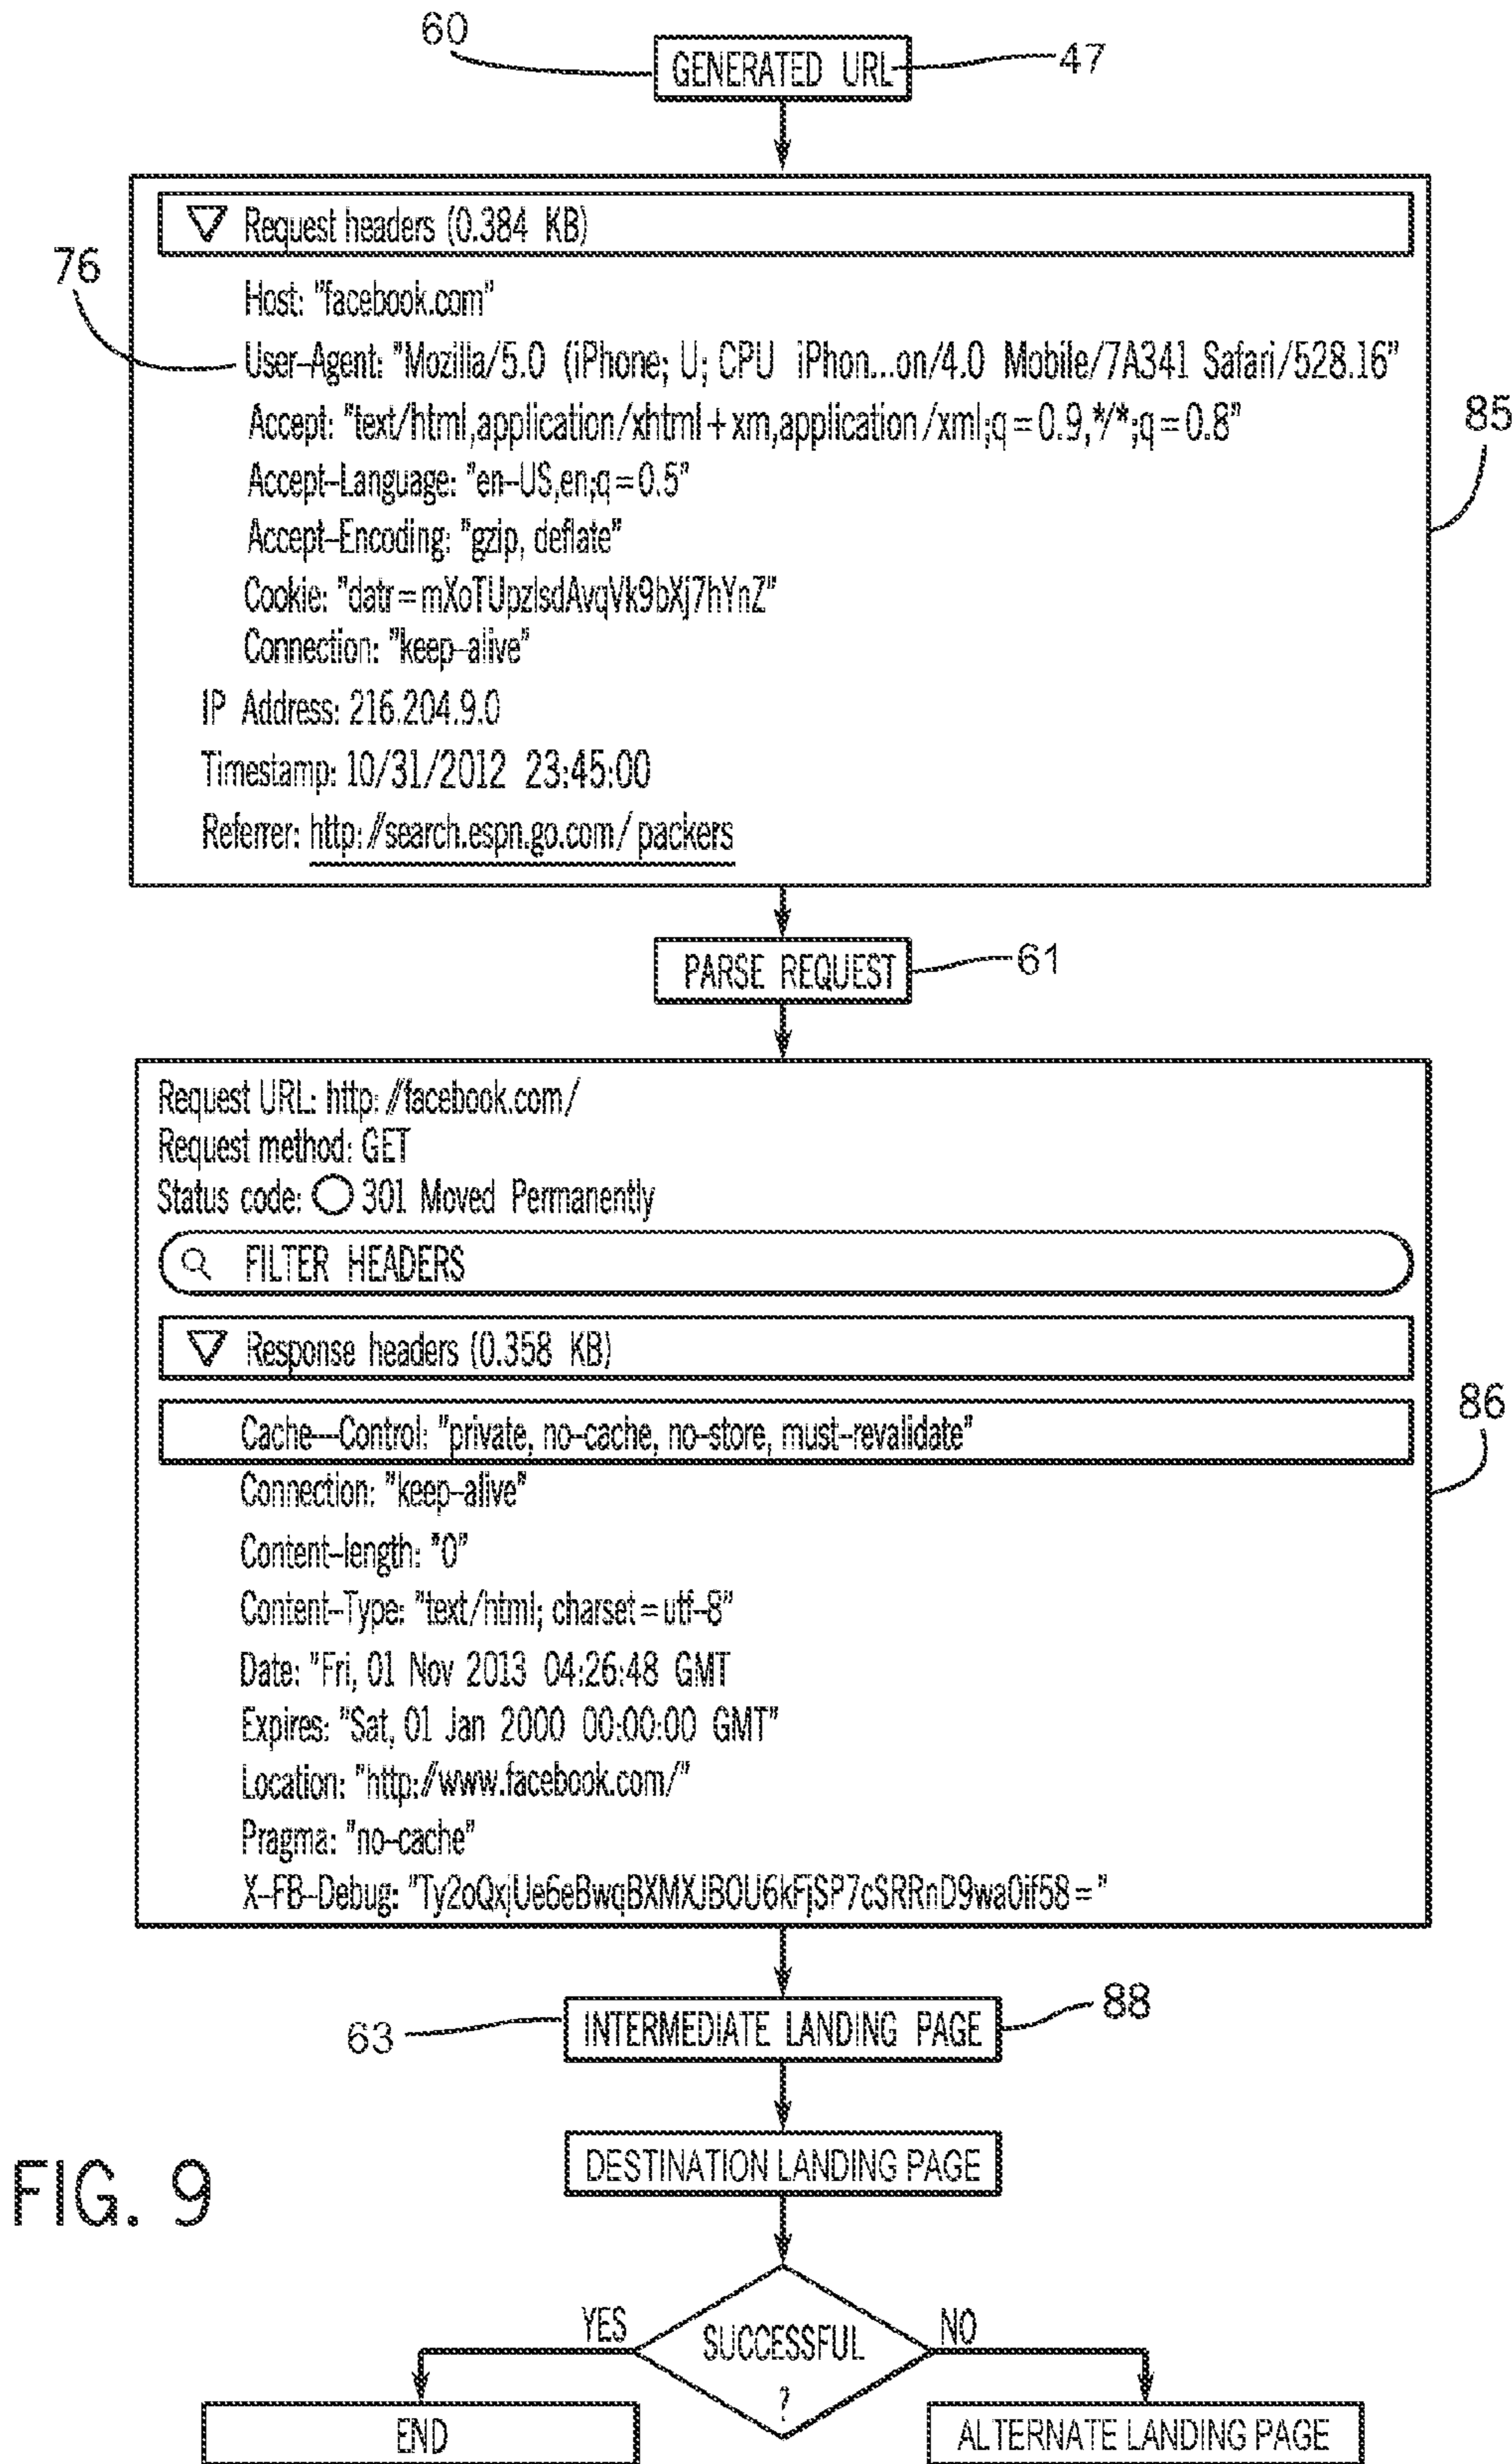 60
GENERATED URL
47
Request headers (0.384 KB)
76
Host: "facebook.com"
User-Agent: "Mozilla/5.0 (iPhone; U; CPU iPhon...on/4.0 Mobile/7A341 Safari/528.16"
85
Accept: "text/html,application/xhtml+xm,application/xml;q=0.9,*/*;q=0.8"
Accept-Language: "en-US,en;q=0.5"
Accept-Encoding: "gzip, deflate"
Cookie: "datr=mXoTUpzlsdAvqVk9bXj7hYnZ"
Connection: "keep-alive"
IP Address: 216.204.9.0
Timestamp: 10/31/2012 23:45:00
Referrer: http://search.espn.go.com/packers
PARSE REQUEST
61
Request URL: http://facebook.com/
Request method: GET
Status code: 301 Moved Permanently
FILTER HEADERS
Response headers (0.358 KB)
86
Cache--Control: "private, no-cache, no-store, must-revalidate"
Connection: "keep-alive"
Content-length: "0"
Content-Type: "text/html; charset=utf-8"
Date: "Fri, 01 Nov 2013 04:26:48 GMT
Expires: "Sat, 01 Jan 2000 00:00:00 GMT"
Location: "http://www.facebook.com/"
Pragma: "no-cache"
X-FB-Debug: "Ty2oQxjUe6eBwqBXMXJBOU6kFjSP7cSRRnD9wa0if58="
63
INTERMEDIATE LANDING PAGE
88
DESTINATION LANDING PAGE
FIG. 9
YES
SUCCESSFUL
?
NO
END
ALTERNATE LANDING PAGE